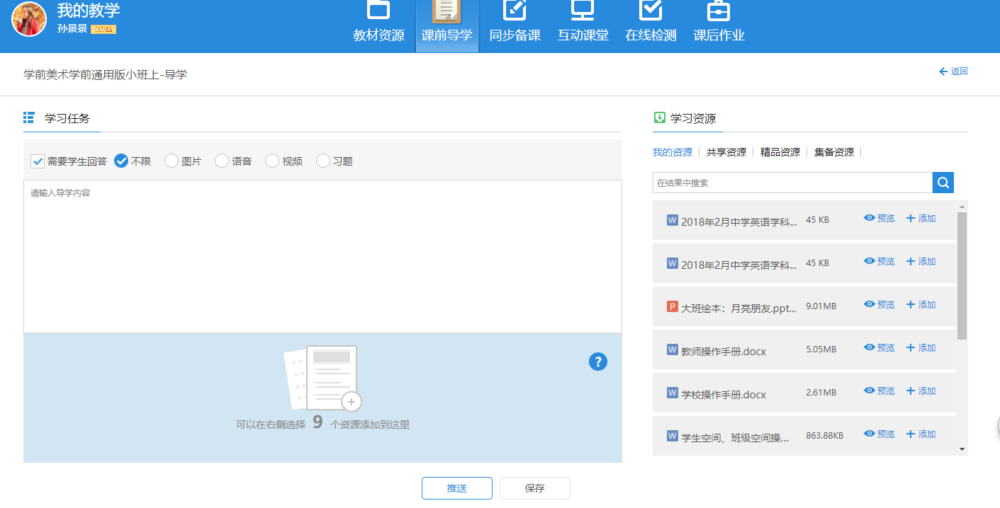 我的教学
孙景景 LV1
教材资源 课前导学 同步备课 互动课堂 在线检测 课后作业
学前美术学前通用版小班上-导学
返回
学习任务
需要学生回答 不限 图片 语音 视频 习题
请输入导学内容
?
可以在右侧选择 9 个资源添加到这里
推送 保存
学习资源
我的资源 共享资源 精品资源 集备资源
在结果中搜索
W 2018年2月中学英语学科... 45 KB 预览 添加
W 2018年2月中学英语学科... 45 KB 预览 添加
P 大班绘本：月亮朋友.ppt... 9.01MB 预览 添加
W 教师操作手册.docx 5.05MB 预览 添加
W 学校操作手册.docx 2.61MB 预览 添加
W 学生空间、班级空间操... 863.88KB 预览 添加